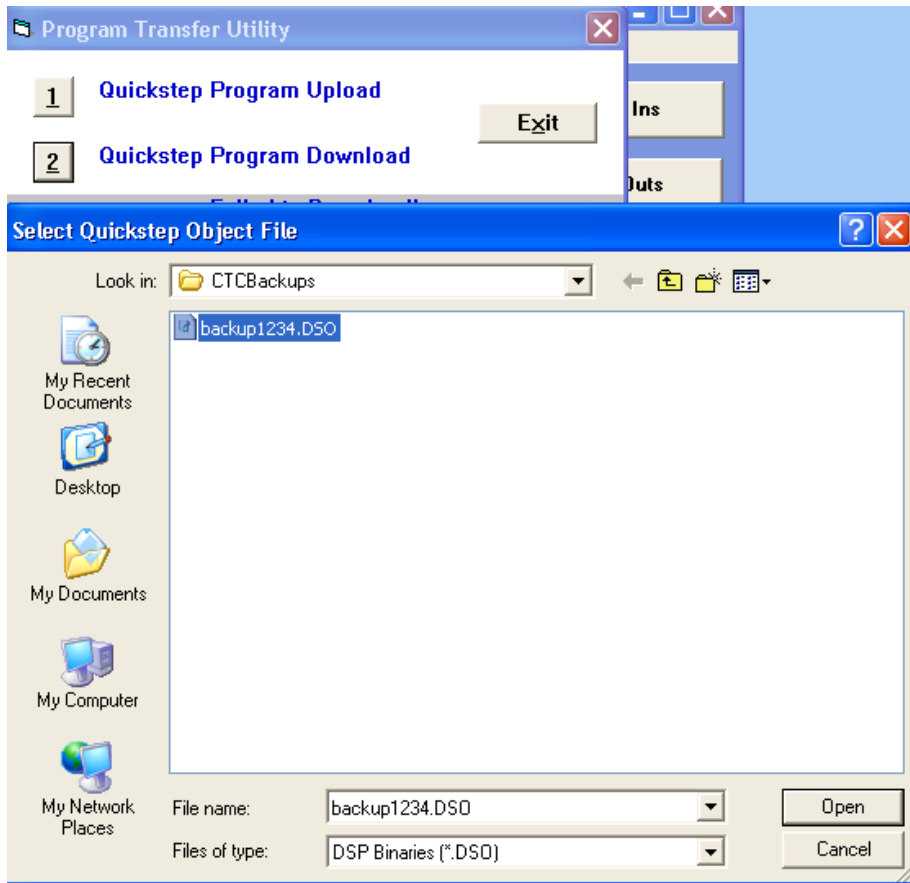 Program Transfer Utility
1 Quickstep Program Upload
Exit
Ins
2 Quickstep Program Download
Outs
Select Quickstep Object File
Look in: CTCBackups
backup1234.DSO
My Recent
Documents
Desktop
My Documents
My Computer
My Network
Places
File name: backup1234.DSO
Open
Files of type: DSP Binaries (*.DSO)
Cancel